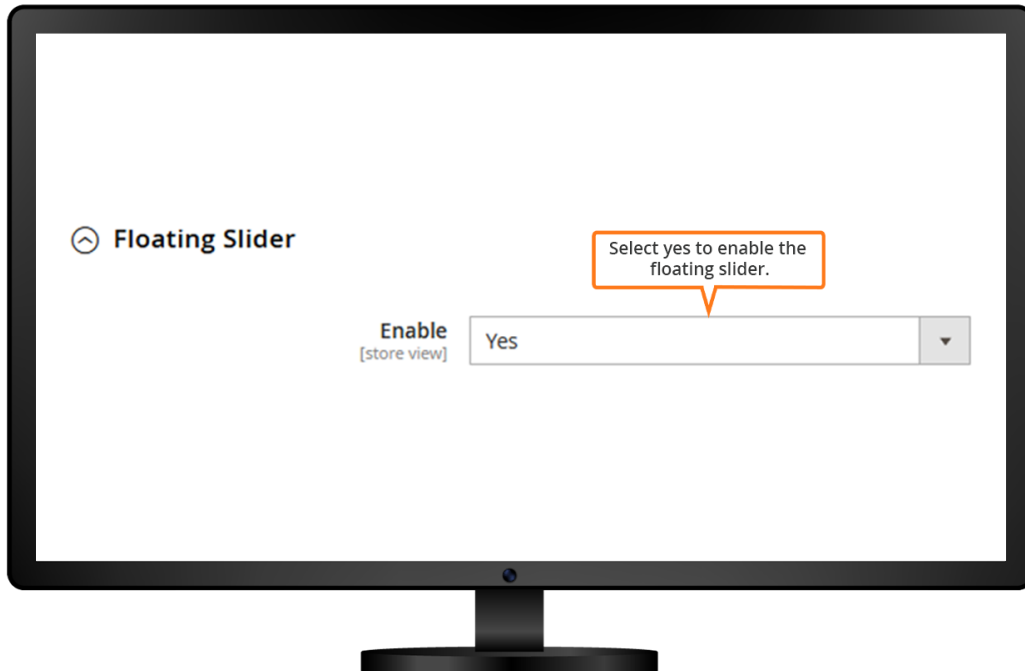 Floating Slider
Select yes to enable the
floating slider.
Enable
[store view]
Yes